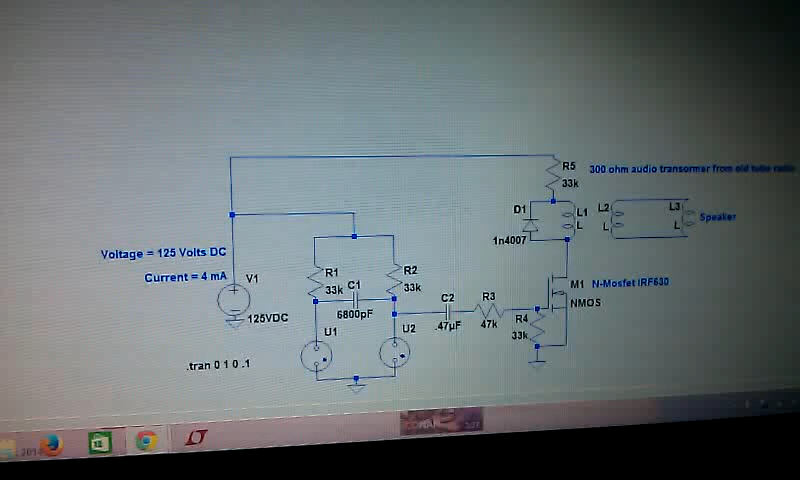 R5
300 ohm audio transormer from old tube radio
33k
D1
L1
L
L2
L
L3
L
Speaker
1n4007
Voltage = 125 Volts DC
Current = 4 mA
V1
125VDC
R1
33k
C1
6800pF
R2
33k
U1
U2
C2
.47µF
R3
47k
R4
33k
M1
N-Mosfet IRF630
NMOS
.tran 0 1 0 .1